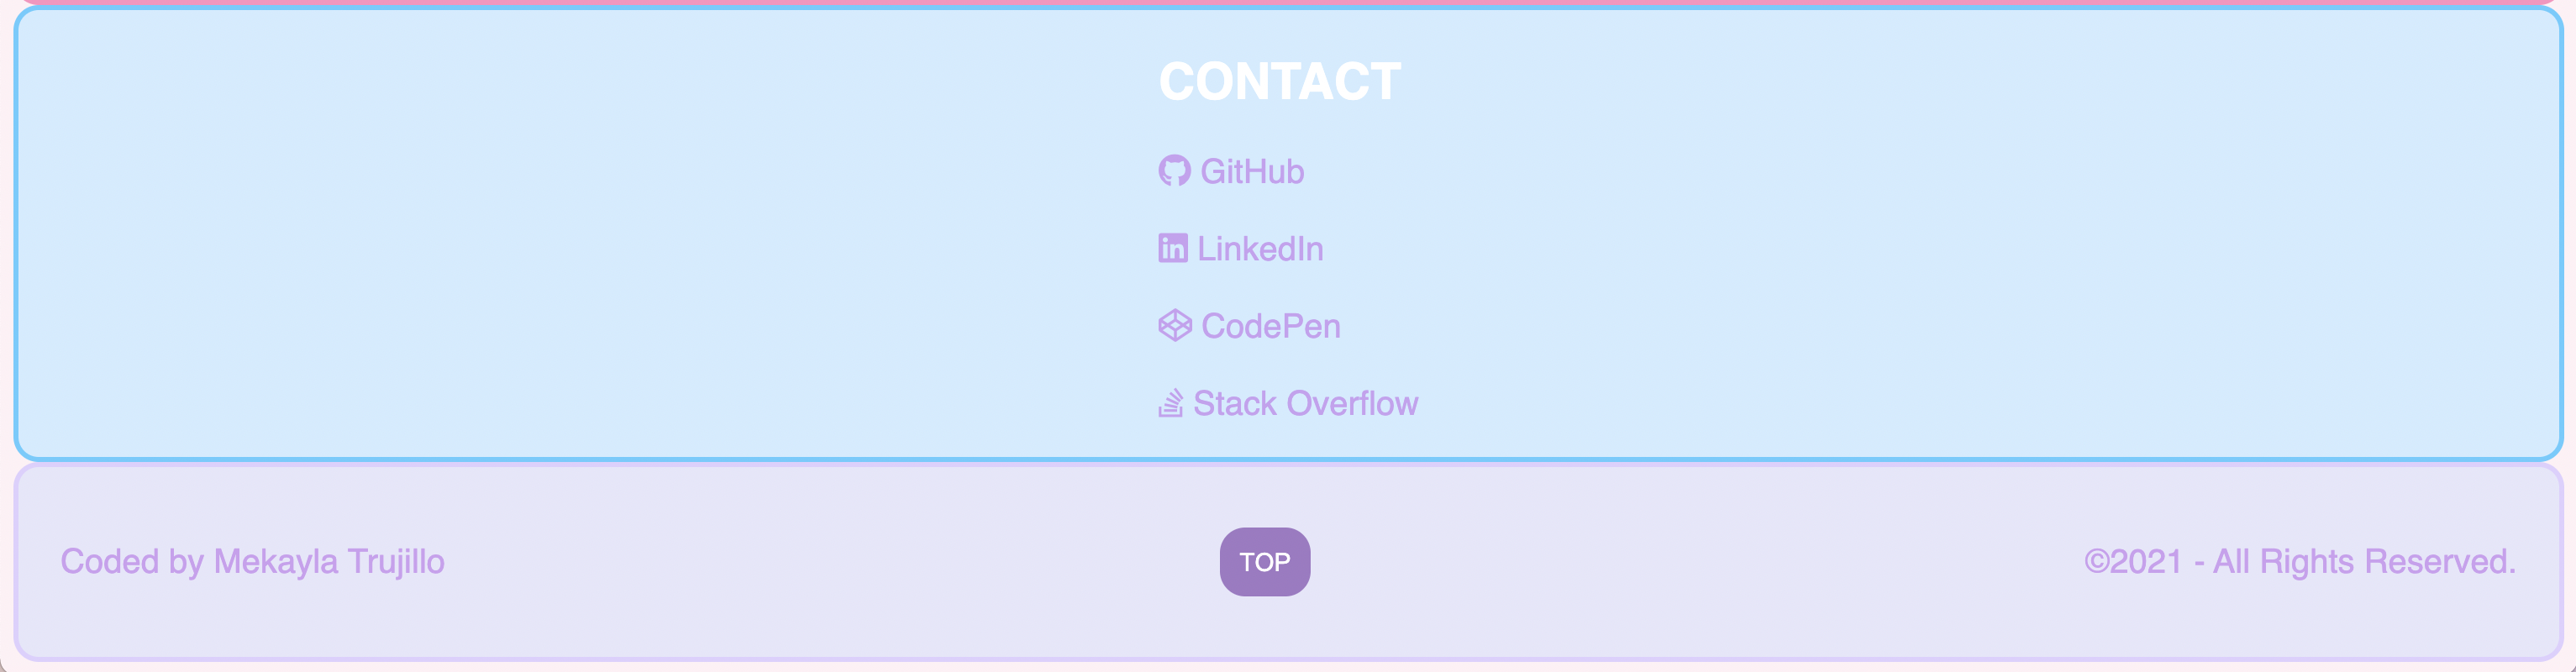 CONTACT
GitHub
LinkedIn
CodePen
Stack Overflow
Coded by Mekayla Trujillo
TOP
©2021 - All Rights Reserved.